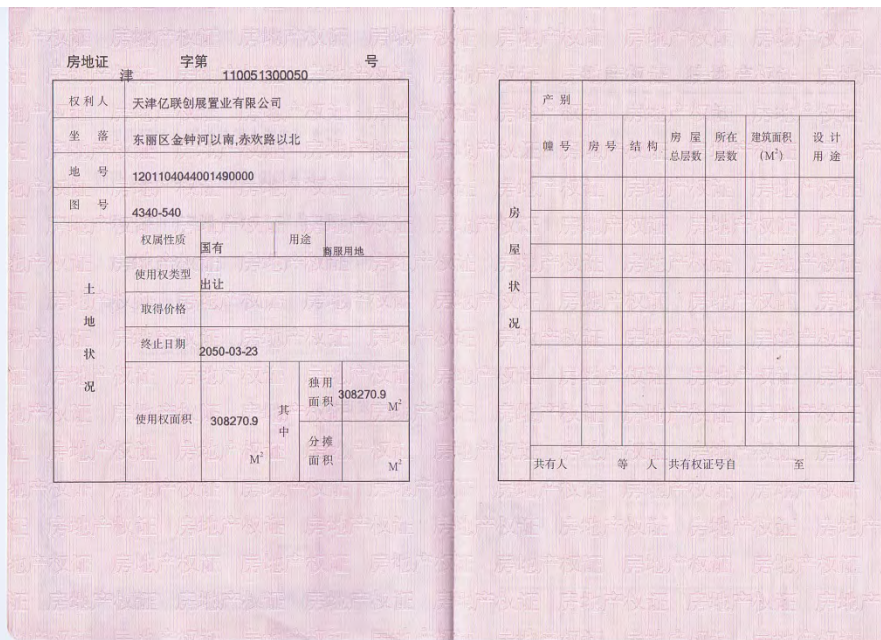 房地证 字第 号
津 110051300050
权利人 天津亿联创展置业有限公司
坐 落 东丽区金钟河以南,赤欢路以北
地 号 1201104044001490000
图 号 4340-540
土地状况
权属性质 国有 用途 商服用地
使用权类型 出让
取得价格
终止日期 2050-03-23
使用权面积 308270.9 M²
其中
独用面积 308270.9 M²
分摊面积 M²
房屋状况
产 别
幢 号 房 号 结 构 房屋总层数 所在层数 建筑面积(M²) 设计用途
共有人 等 人 共有权证号自 至